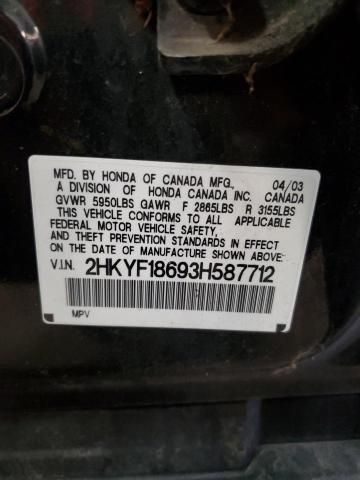 MFD. BY HONDA OF CANADA MFG., 04/03
A DIVISION OF HONDA CANADA INC. CANADA
GVWR 5950LBS GAWR F 2865LBS R 3155LBS
THIS VEHICLE CONFORMS TO ALL APPLICABLE
FEDERAL MOTOR VEHICLE SAFETY,
AND THEFT PREVENTION STANDARDS IN EFFECT
ON THE DATE OF MANUFACTURE SHOWN ABOVE:
V.I.N. 2HKYF18693H587712
MPV